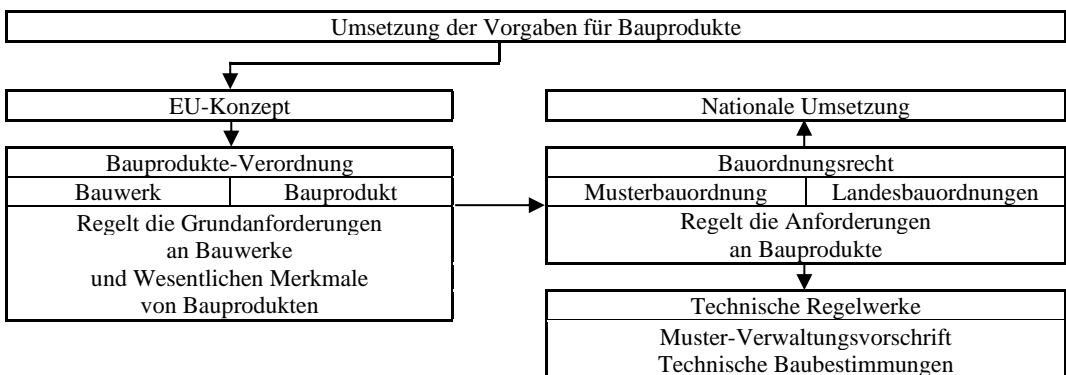 Umsetzung der Vorgaben für Bauprodukte
EU-Konzept
Bauprodukte-Verordnung
Bauwerk
Bauprodukt
Regelt die Grundanforderungen
an Bauwerke
und Wesentlichen Merkmale
von Bauprodukten
Nationale Umsetzung
Bauordnungsrecht
Musterbauordnung
Landesbauordnungen
Regelt die Anforderungen
an Bauprodukte
Technische Regelwerke
Muster-Verwaltungsvorschrift
Technische Baubestimmungen